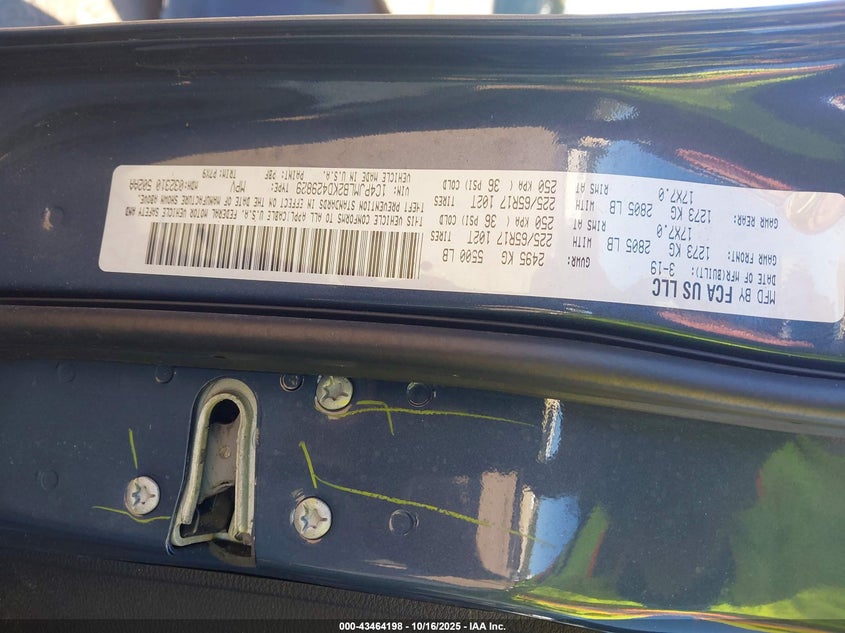 MFD BY FCA US LLC
DATE OF MFR(BUILT): 3-19
GVWR: 2495 KG 5500 LB
GAWR FRONT: 1273 KG 2805 LB WITH TIRES
225/65R17 102T
17X7.0 RIMS AT 250 KPA ( 36 PSI) COLD
GAWR REAR: 1273 KG 2805 LB WITH TIRES
225/65R17 102T
17X7.0 RIMS AT 250 KPA ( 36 PSI) COLD
THIS VEHICLE CONFORMS TO ALL APPLICABLE U.S.A. FEDERAL MOTOR VEHICLE SAFETY AND
THEFT PREVENTION STANDARDS IN EFFECT ON THE DATE OF MANUFACTURE SHOWN ABOVE.
VIN: 1C4PJMLB2KD429829 TYPE: MPV MDH:032310 502AA
VEHICLE MADE IN U.S.A. PAINT: PBF TRIM: P7X9
000-43464198 - 10/16/2025 - IAA Inc.